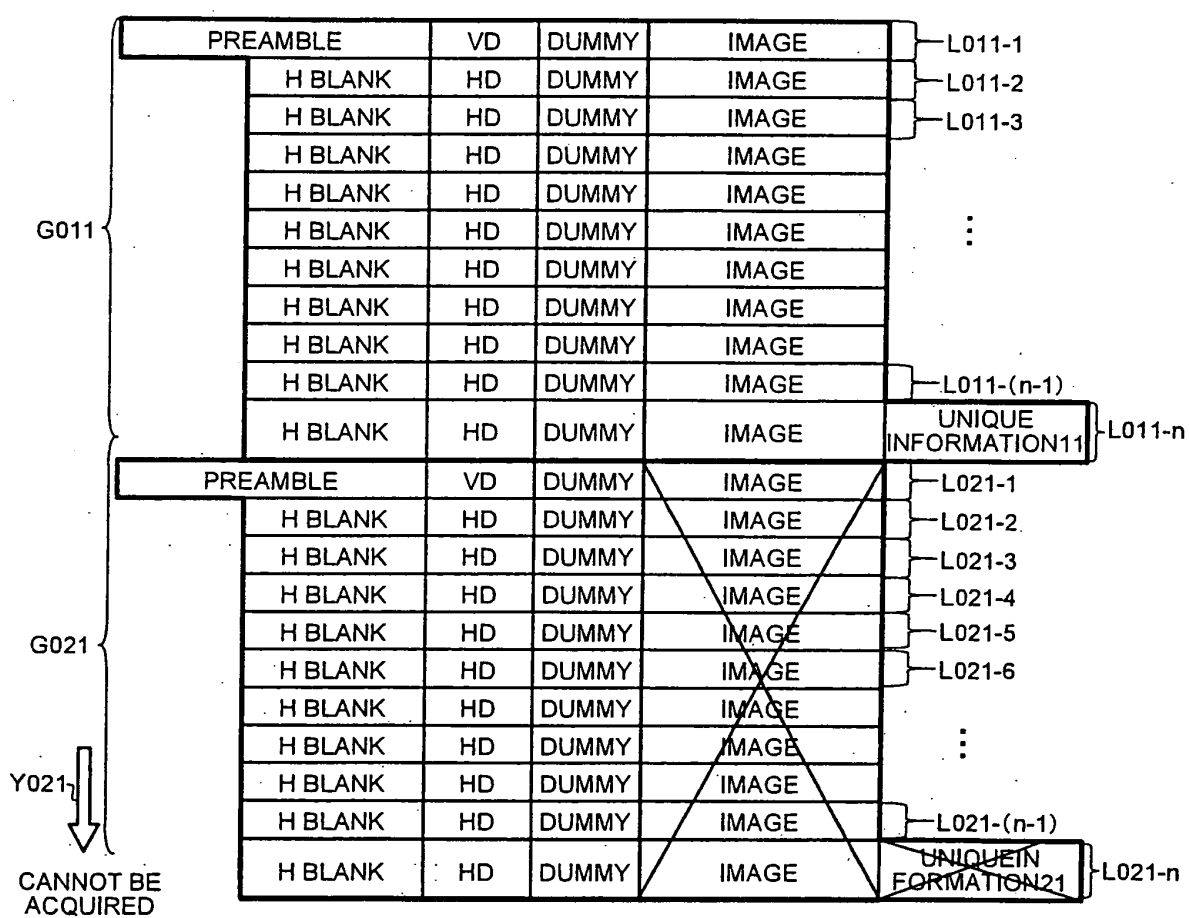 PREAMBLE VD DUMMY IMAGE L011-1
H BLANK HD DUMMY IMAGE L011-2
H BLANK HD DUMMY IMAGE L011-3
H BLANK HD DUMMY IMAGE
H BLANK HD DUMMY IMAGE
G011 H BLANK HD DUMMY IMAGE
H BLANK HD DUMMY IMAGE
H BLANK HD DUMMY IMAGE
H BLANK HD DUMMY IMAGE
H BLANK HD DUMMY IMAGE L011-(n-1)
H BLANK HD DUMMY IMAGE UNIQUE
INFORMATION11 L011-n
PREAMBLE VD DUMMY IMAGE L021-1
H BLANK HD DUMMY IMAGE L021-2
H BLANK HD DUMMY IMAGE L021-3
H BLANK HD DUMMY IMAGE L021-4
G021 H BLANK HD DUMMY IMAGE L021-5
H BLANK HD DUMMY IMAGE L021-6
H BLANK HD DUMMY IMAGE
H BLANK HD DUMMY IMAGE
Y021 H BLANK HD DUMMY IMAGE
H BLANK HD DUMMY IMAGE L021-(n-1)
H BLANK HD DUMMY IMAGE UNIQUEIN
FORMATION21 L021-n
CANNOT BE
ACQUIRED